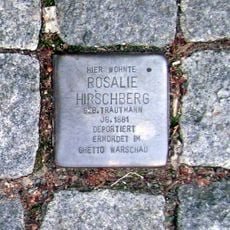 HIER WOHNTE
ROSALIE
HIRSCHBERG
GEB. TRAUTMANN
JG. 1881
DEPORTIERT
ERMORDET IM
GHETTO WARSCHAU